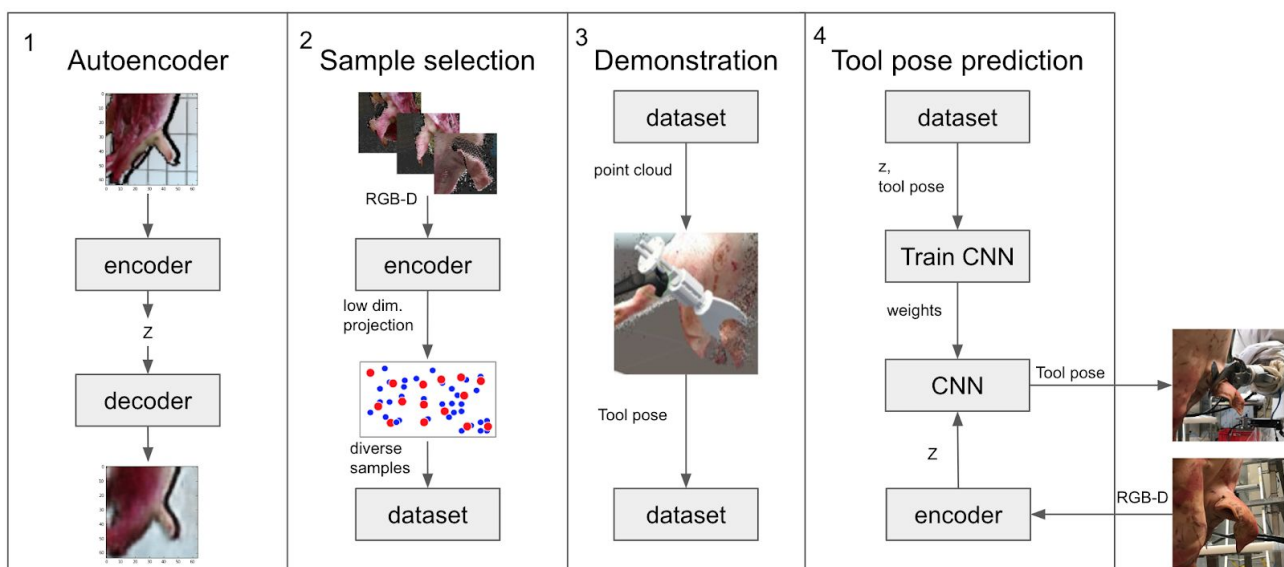 1
Autoencoder
encoder
Z
decoder
2
Sample selection
RGB-D
encoder
low dim.
projection
diverse
samples
dataset
3
Demonstration
dataset
point cloud
Tool pose
dataset
4
Tool pose prediction
dataset
z,
tool pose
Train CNN
weights
CNN
Tool pose
Z
RGB-D
encoder